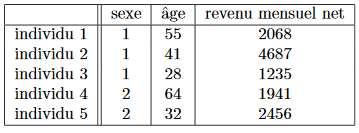 sexe âge revenu mensuel net
individu 1 1 55 2068
individu 2 1 41 4687
individu 3 1 28 1235
individu 4 2 64 1941
individu 5 2 32 2456